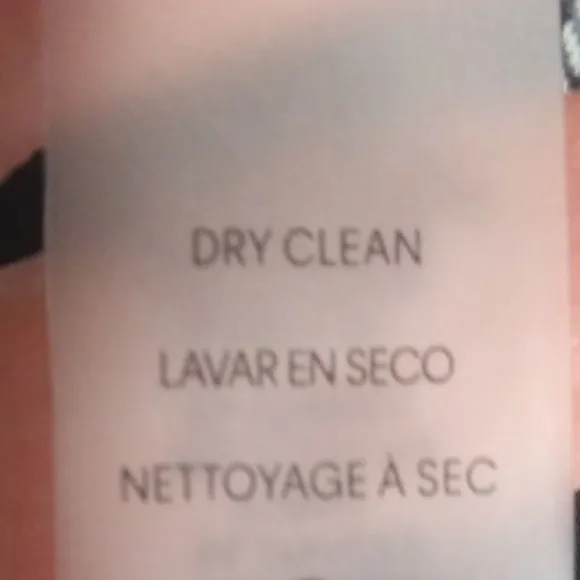 DRY CLEAN
LAVAR EN SECO
NETTOYAGE À SEC